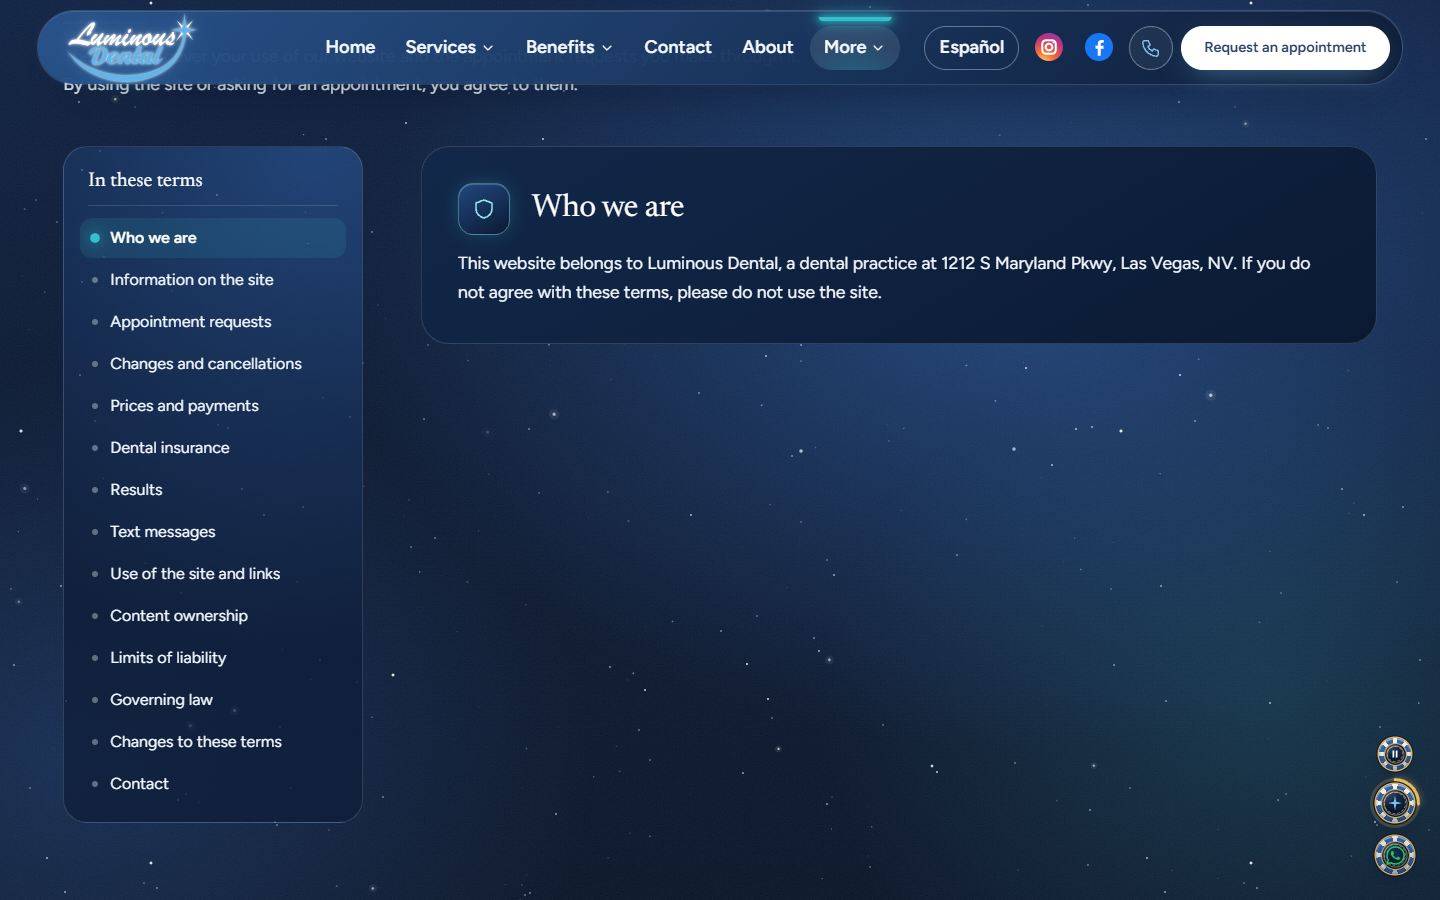 Luminous
Dental
Home
Services
Benefits
Contact
About
More
Español
Request an appointment
By using the site or asking for an appointment, you agree to them.
In these terms
Who we are
Information on the site
Appointment requests
Changes and cancellations
Prices and payments
Dental insurance
Results
Text messages
Use of the site and links
Content ownership
Limits of liability
Governing law
Changes to these terms
Contact
Who we are
This website belongs to Luminous Dental, a dental practice at 1212 S Maryland Pkwy, Las Vegas, NV. If you do
not agree with these terms, please do not use the site.